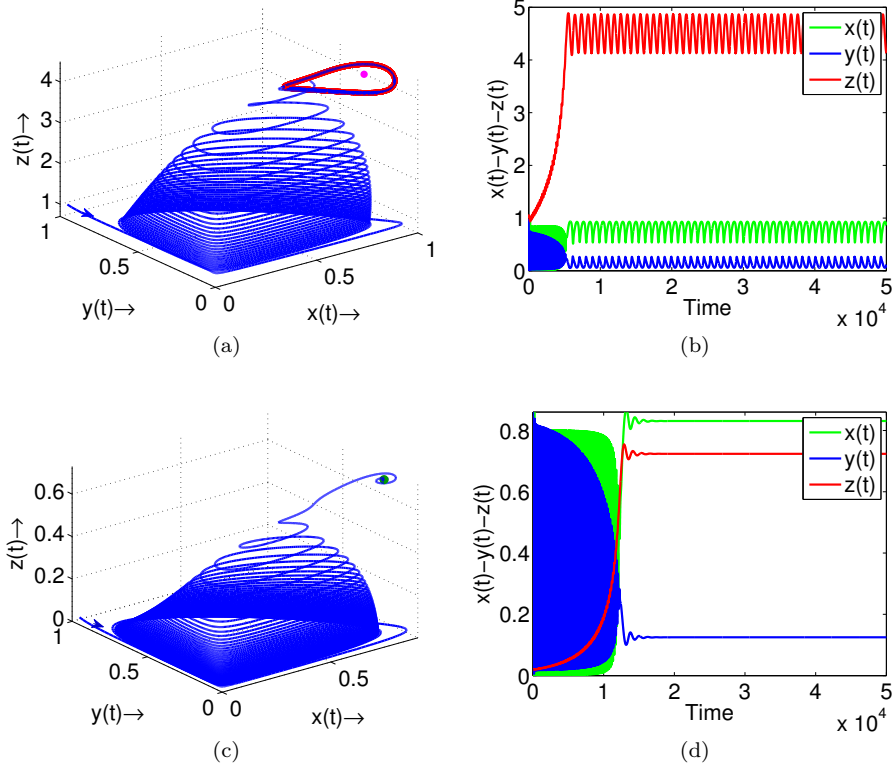 4
3
2
1
z(t)→
1
0.5
0
y(t)→
0
0.5
1
x(t)→
(a)
5
4
3
2
1
0
x(t)−y(t)−z(t)
x(t)
y(t)
z(t)
0 1 2 3 4 5
Time
x 10^4
(b)
0.6
0.4
0.2
0
z(t)→
1
0.5
0
y(t)→
0
0.5
x(t)→
(c)
0.8
0.6
0.4
0.2
0
x(t)−y(t)−z(t)
x(t)
y(t)
z(t)
0 1 2 3 4 5
Time
x 10^4
(d)